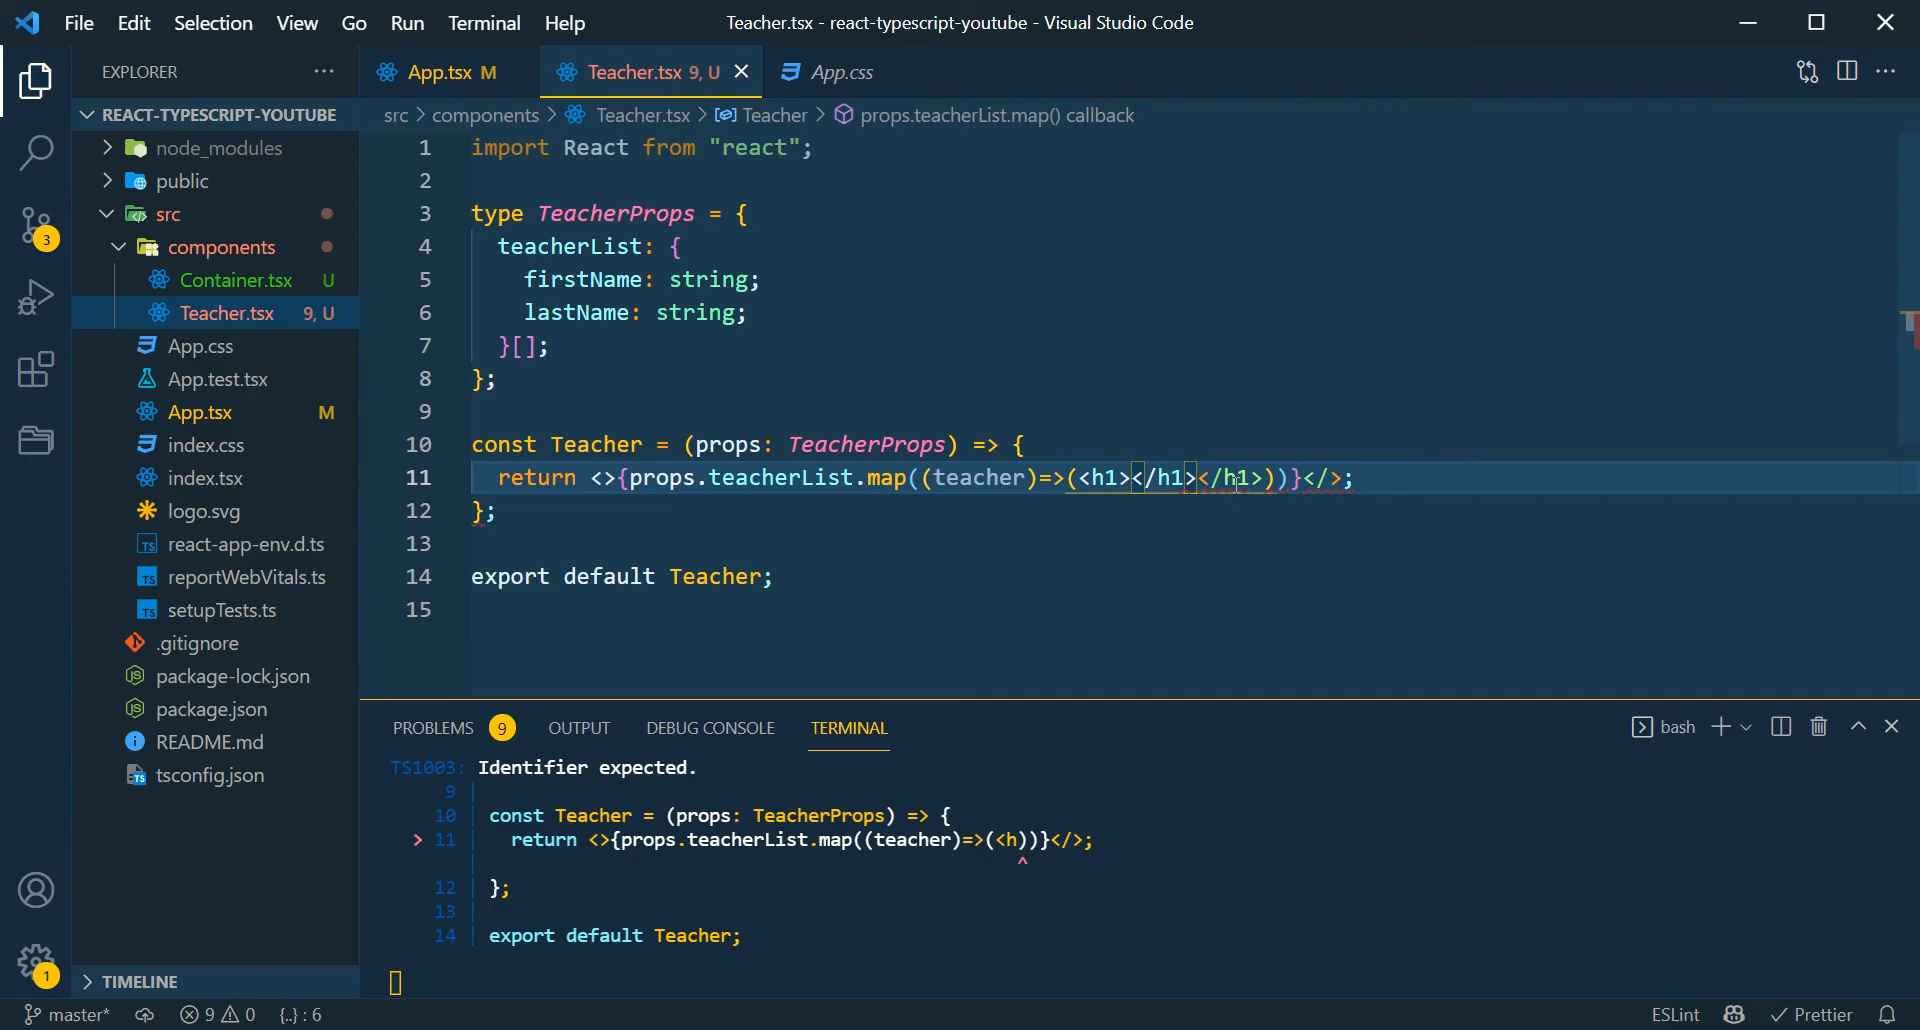 File Edit Selection View Go Run Terminal Help Teacher.tsx - react-typescript-youtube - Visual Studio Code
EXPLORER ··· App.tsx M Teacher.tsx 9, U App.css
REACT-TYPESCRIPT-YOUTUBE
src > components > Teacher.tsx > Teacher > props.teacherList.map() callback
node_modules
public
src
components
Container.tsx U
Teacher.tsx 9, U
App.css
App.test.tsx
App.tsx M
index.css
index.tsx
logo.svg
TS react-app-env.d.ts
TS reportWebVitals.ts
TS setupTests.ts
.gitignore
package-lock.json
package.json
README.md
TS tsconfig.json
TIMELINE
3
1
1 import React from "react";
2
3 type TeacherProps = {
4 teacherList: {
5 firstName: string;
6 lastName: string;
7 }[];
8 };
9
10 const Teacher = (props: TeacherProps) => {
11 return <>{props.teacherList.map((teacher)=>(<h1></h1></h1>))}</>;
12 };
13
14 export default Teacher;
15
PROBLEMS 9 OUTPUT DEBUG CONSOLE TERMINAL bash
TS1003: Identifier expected.
9 |
10 | const Teacher = (props: TeacherProps) => {
> 11 | return <>{props.teacherList.map((teacher)=>(<h))}</>;
| ^
12 | };
13 |
14 | export default Teacher;
master* 9 0 {..} : 6 ESLint Prettier